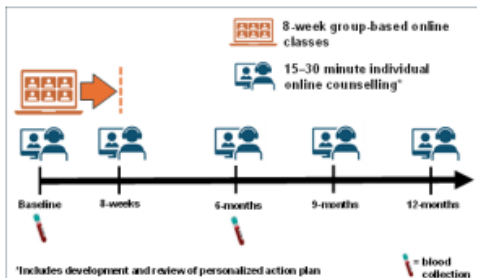 8-week group-based online
classes
15–30 minute individual
online counselling*
Baseline
8-weeks
6-months
9-months
12-months
*Includes development and review of personalized action plan
= blood
collection